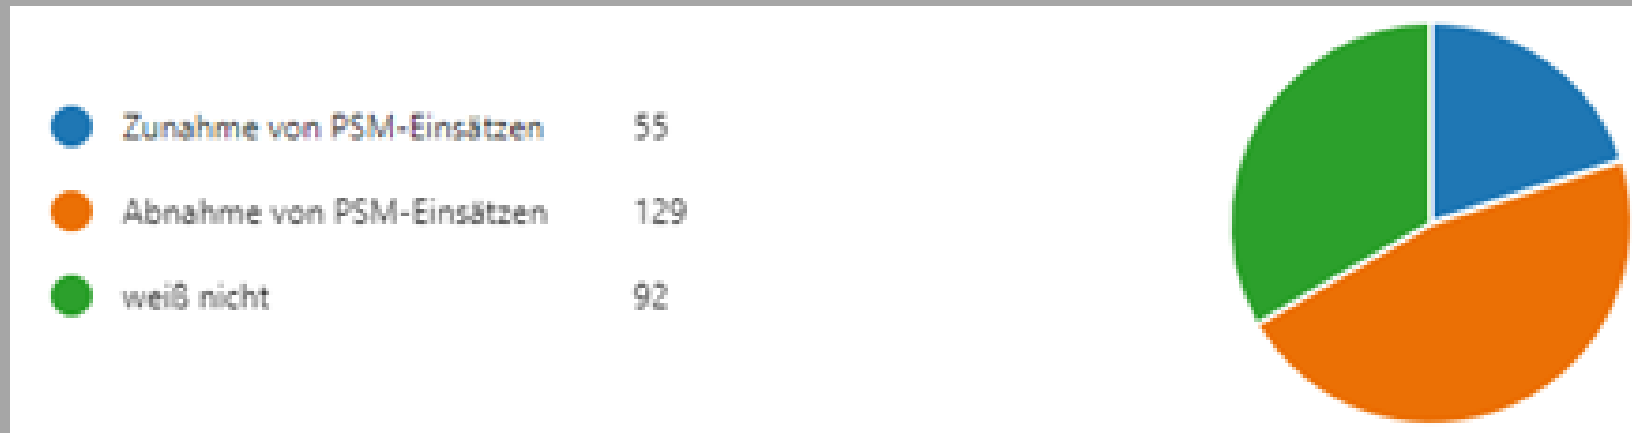 Zunahme von PSM-Einsätzen 55
Abnahme von PSM-Einsätzen 129
weiß nicht 92